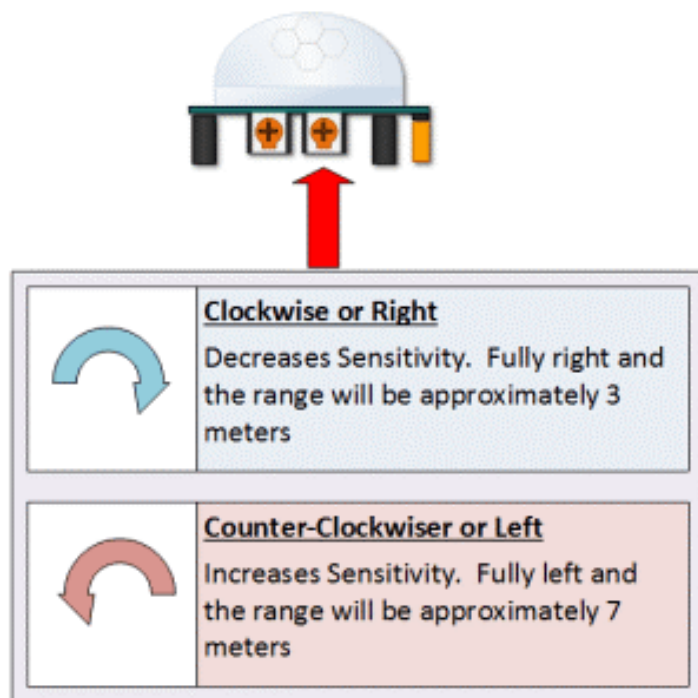 Clockwise or Right
Decreases Sensitivity. Fully right and
the range will be approximately 3
meters
Counter-Clockwiser or Left
Increases Sensitivity. Fully left and
the range will be approximately 7
meters